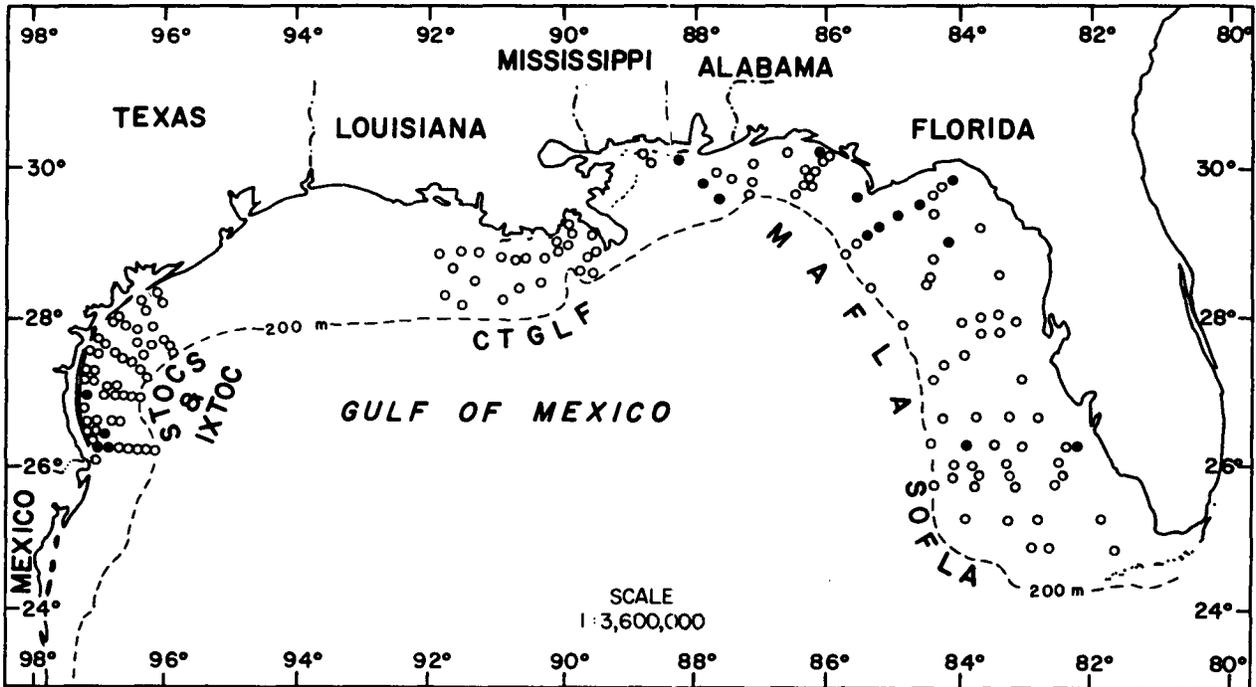 98° 96° 94° 92° 90° 88° 86° 84° 82° 80°
MISSISSIPPI ALABAMA
TEXAS LOUISIANA FLORIDA
30° 30°
MAFLA
28° 28°
200 m
CTGLF
STOCS
&
IXTOC
GULF OF MEXICO
26° 26°
SOFLA
MEXICO
200 m
SCALE
1:3,600,000
24° 24°
98° 96° 94° 92° 90° 88° 86° 84° 82° 80°